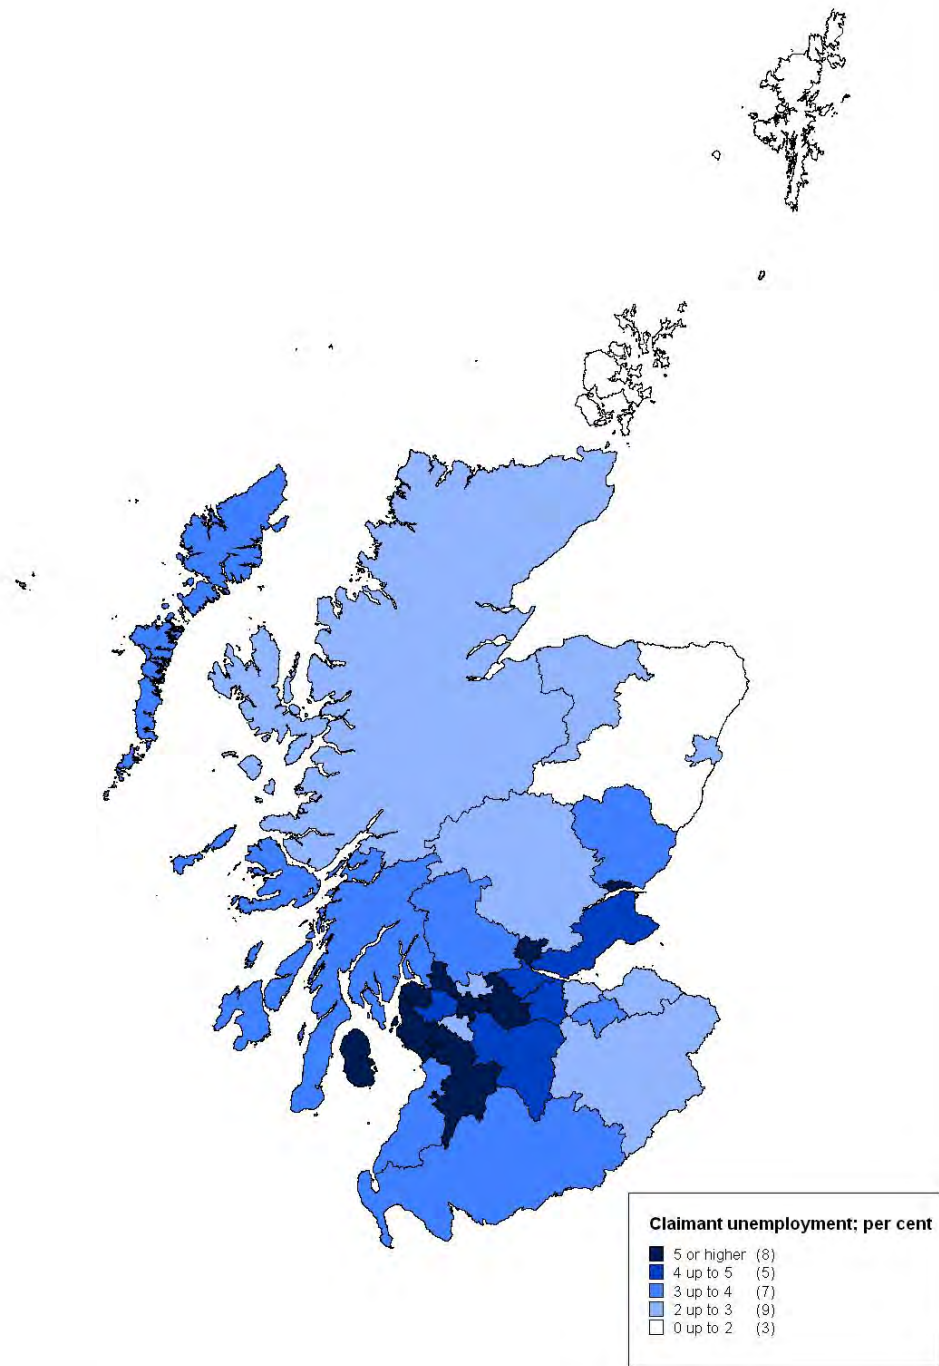 Claimant unemployment; per cent
5 or higher (8)
4 up to 5 (5)
3 up to 4 (7)
2 up to 3 (9)
0 up to 2 (3)